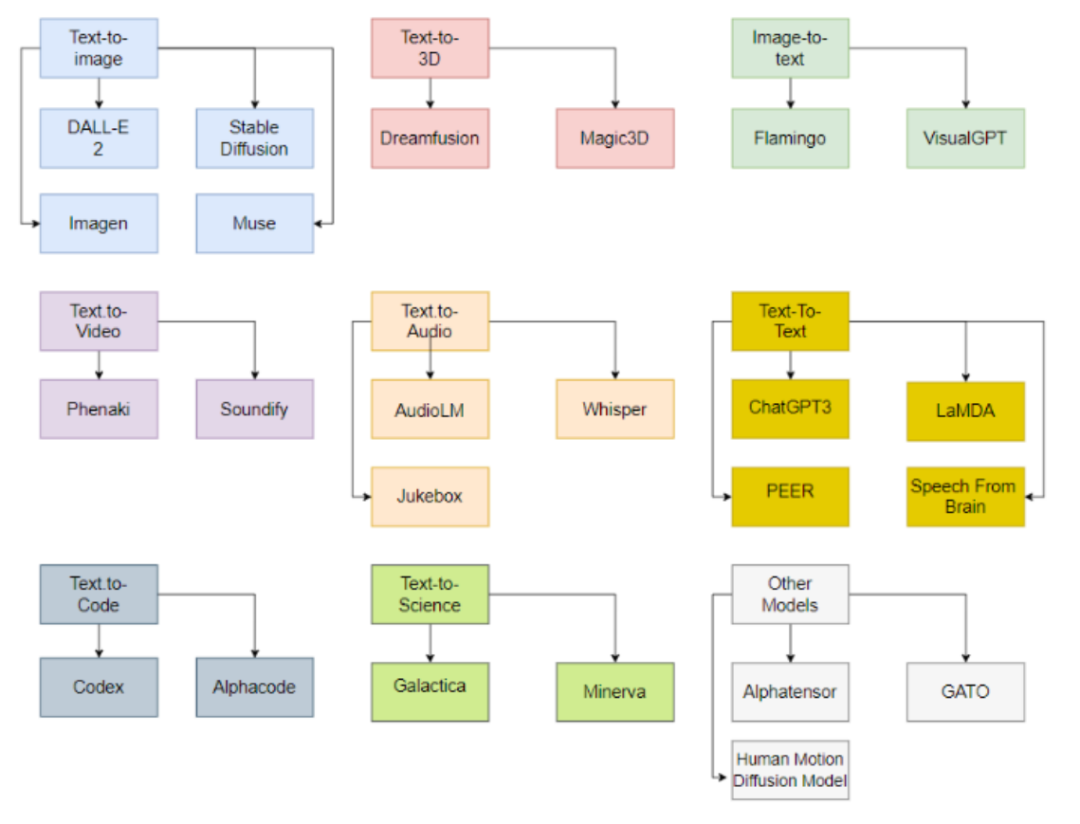 Text-to-
image
DALL-E
2
Stable
Diffusion
Imagen
Muse
Text-to-
3D
Dreamfusion
Magic3D
Image-to-
text
Flamingo
VisualGPT
Text.to-
Video
Phenaki
Soundify
Text.to-
Audio
AudioLM
Whisper
Jukebox
Text-To-
Text
ChatGPT3
LaMDA
PEER
Speech From
Brain
Text.to-
Code
Codex
Alphacode
Text-to-
Science
Galactica
Minerva
Other
Models
Alphatensor
GATO
Human Motion
Diffusion Model